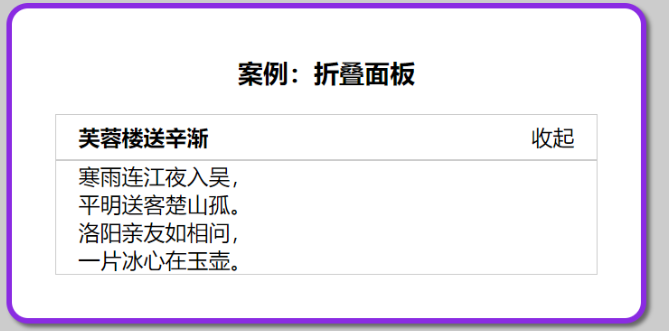 案例：折叠面板
芙蓉楼送辛渐 收起
寒雨连江夜入吴，
平明送客楚山孤。
洛阳亲友如相问，
一片冰心在玉壶。